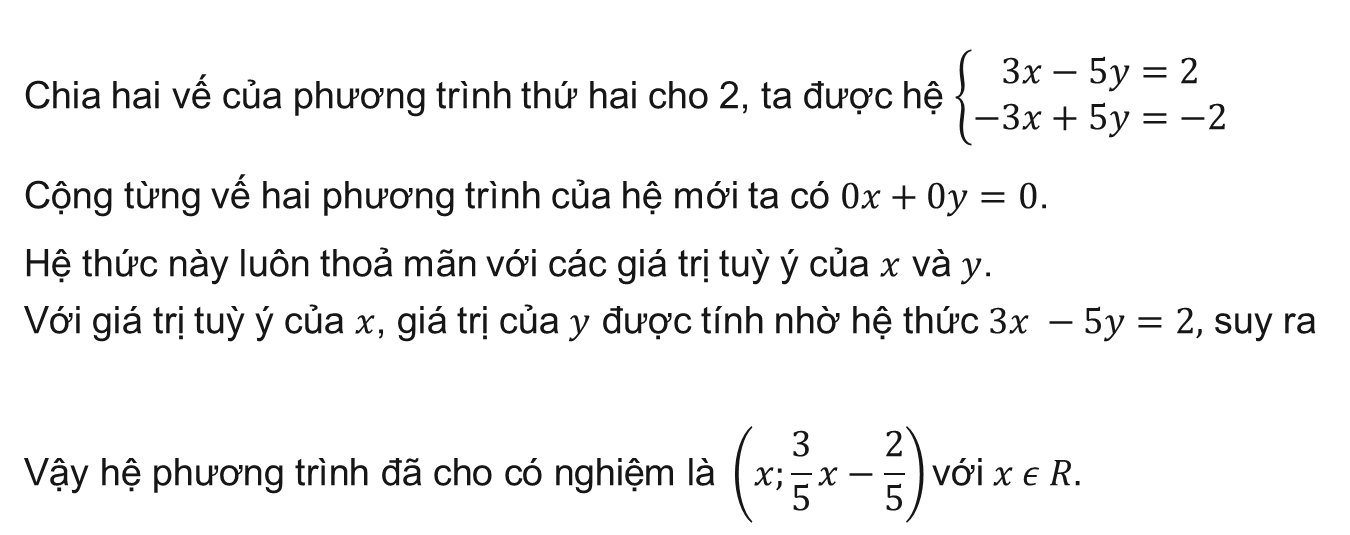 Chia hai vế của phương trình thứ hai cho 2, ta được hệ { 3x − 5y = 2
−3x + 5y = −2
Cộng từng vế hai phương trình của hệ mới ta có 0x + 0y = 0.
Hệ thức này luôn thoả mãn với các giá trị tuỳ ý của x và y.
Với giá trị tuỳ ý của x, giá trị của y được tính nhờ hệ thức 3x − 5y = 2, suy ra
Vậy hệ phương trình đã cho có nghiệm là (x; 3/5 x − 2/5) với x ϵ R.